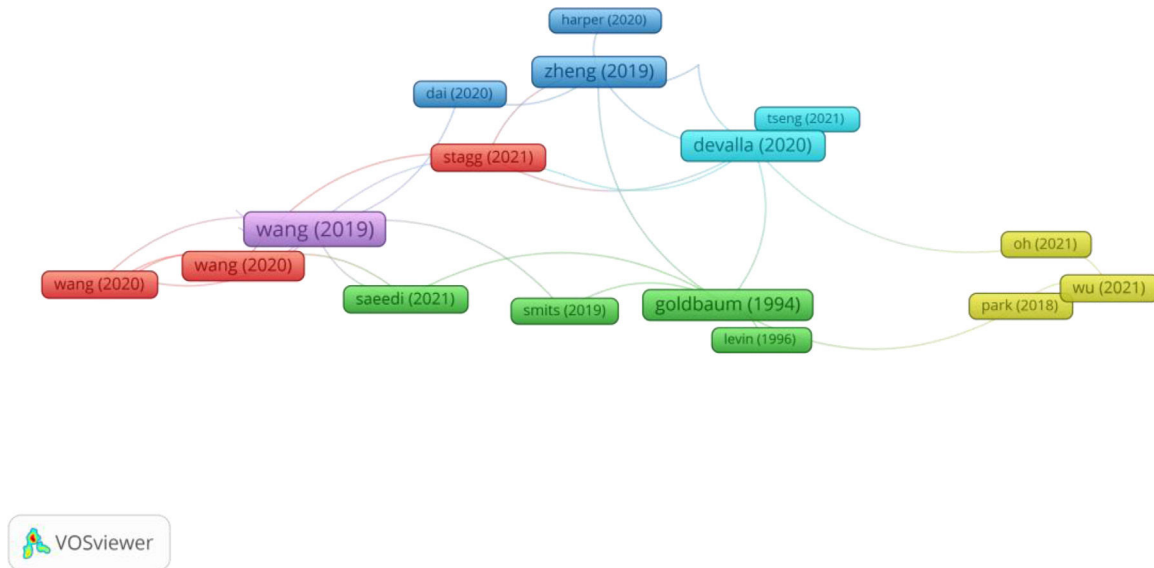 harper (2020)
zheng (2019)
dai (2020)
tseng (2021)
devalla (2020)
stagg (2021)
wang (2019)
oh (2021)
wang (2020)
wang (2020)
saeedi (2021)
wu (2021)
smits (2019)
goldbaum (1994)
park (2018)
levin (1996)
VOSviewer